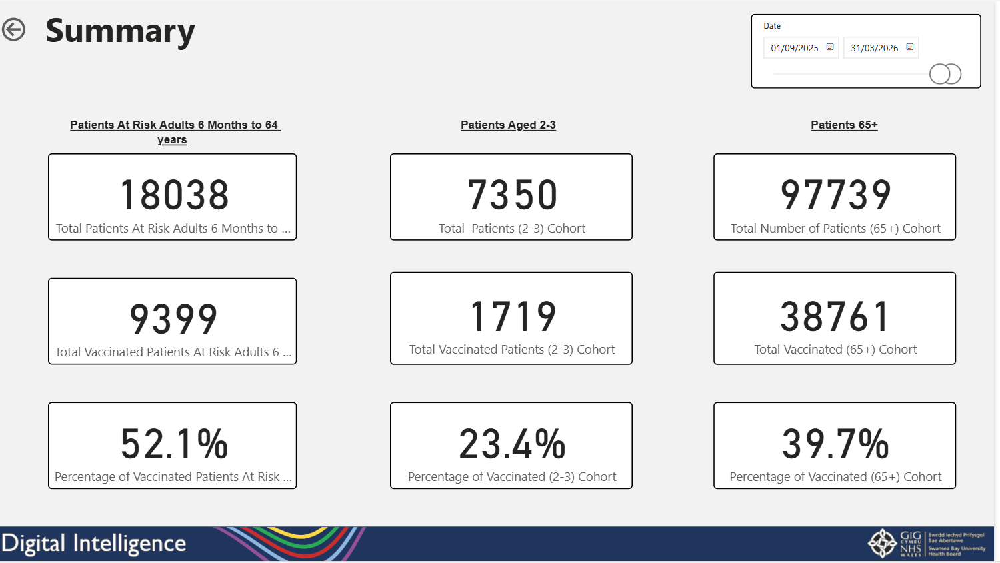 Summary
Date
01/09/2025
31/03/2026
Patients At Risk Adults 6 Months to 64
years
18038
Total Patients At Risk Adults 6 Months to ...
9399
Total Vaccinated Patients At Risk Adults 6 ...
52.1%
Percentage of Vaccinated Patients At Risk ...
Patients Aged 2-3
7350
Total  Patients (2-3) Cohort
1719
Total Vaccinated Patients (2-3) Cohort
23.4%
Percentage of Vaccinated (2-3) Cohort
Patients 65+
97739
Total Number of Patients (65+) Cohort
38761
Total Vaccinated (65+) Cohort
39.7%
Percentage of Vaccinated (65+) Cohort
Digital Intelligence
GIG
CYMRU
NHS
WALES
Bwrdd Iechyd Prifysgol
Bae Abertawe
Swansea Bay University
Health Board